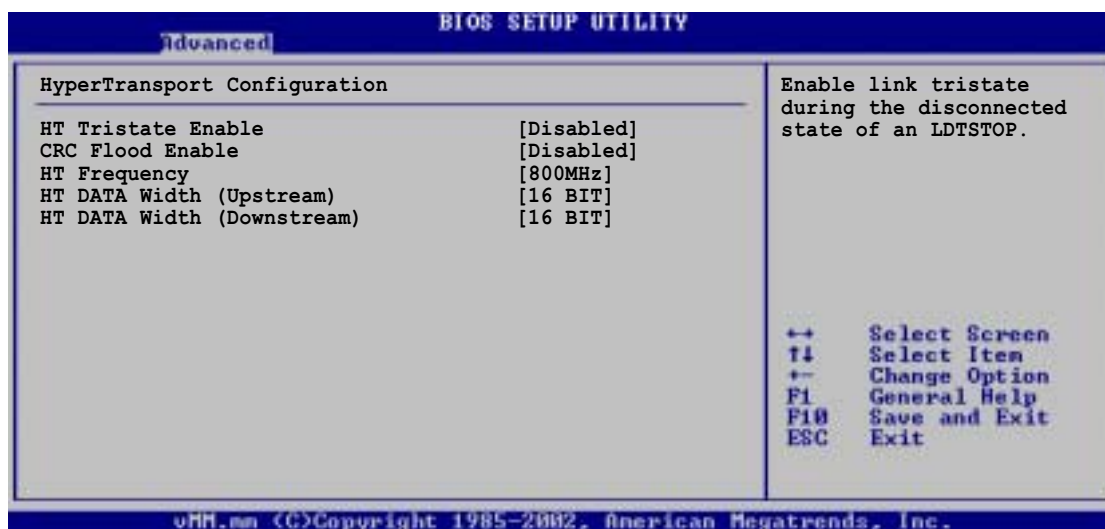 BIOS SETUP UTILITY
Advanced
HyperTransport Configuration
HT Tristate Enable [Disabled]
CRC Flood Enable [Disabled]
HT Frequency [800MHz]
HT DATA Width (Upstream) [16 BIT]
HT DATA Width (Downstream) [16 BIT]
Enable link tristate
during the disconnected
state of an LDTSTOP.
↔ Select Screen
↑↓ Select Item
+- Change Option
F1 General Help
F10 Save and Exit
ESC Exit
vMM.mm (C)Copyright 1985-2002, American Megatrends, Inc.